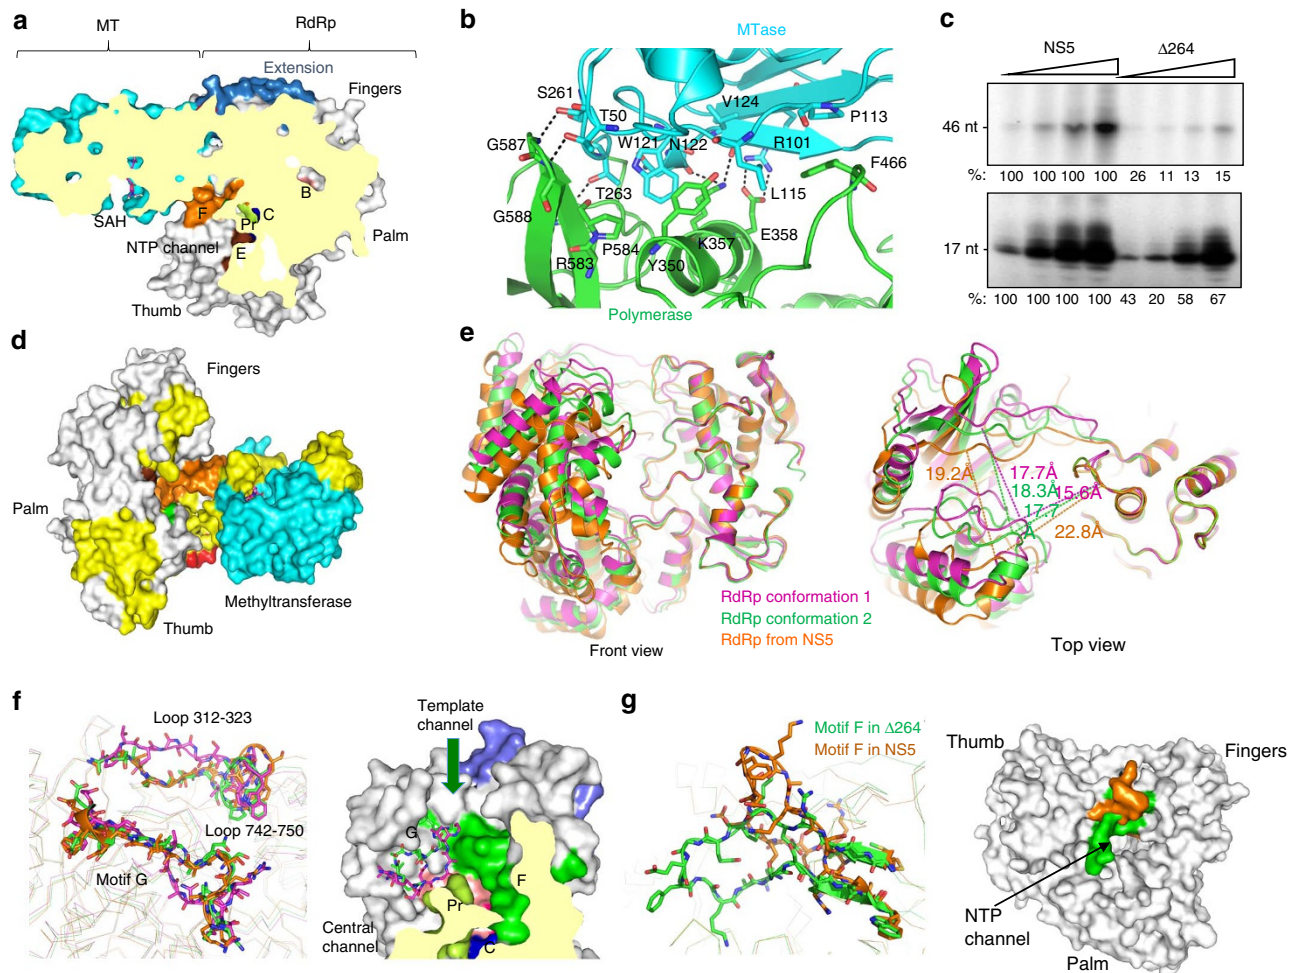 a
MT
RdRp
Extension
Fingers
B
SAH
F
Pr
C
E
NTP channel
Palm
Thumb
b
MTase
S261
T50
V124
P113
G587
W121
N122
R101
F466
T263
L115
G588
P584
K357
E358
R583
Y350
Polymerase
c
NS5
Δ264
46 nt
%: 100 100 100 100 26 11 13 15
17 nt
%: 100 100 100 100 43 20 58 67
d
Fingers
Palm
Methyltransferase
Thumb
e
19.2Å
17.7Å
18.3Å
15.6Å
17.7
Å
22.8Å
RdRp conformation 1
RdRp conformation 2
RdRp from NS5
Front view
Top view
f
Loop 312-323
Loop 742-750
Motif G
Template
channel
G
F
Pr
Central
channel
C
g
Motif F in Δ264
Motif F in NS5
Thumb
Fingers
NTP
channel
Palm